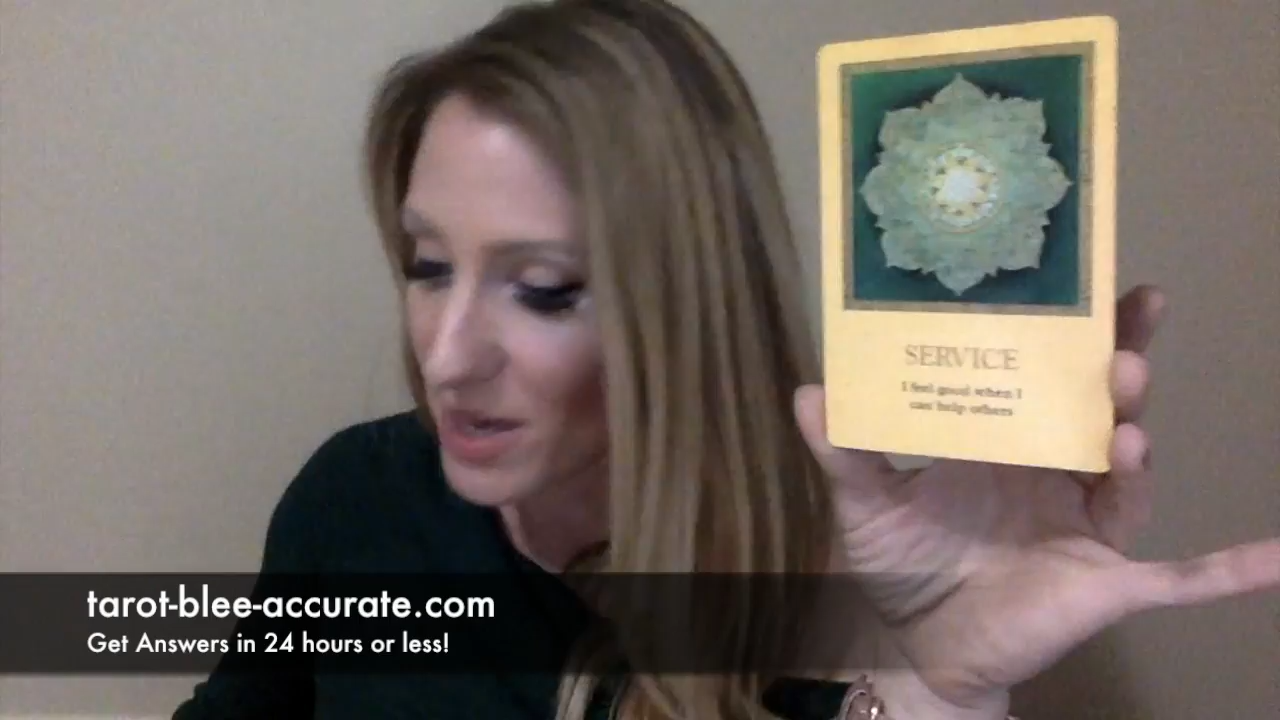 SERVICE
I feel good when I
can help others
tarot-blee-accurate.com
Get Answers in 24 hours or less!